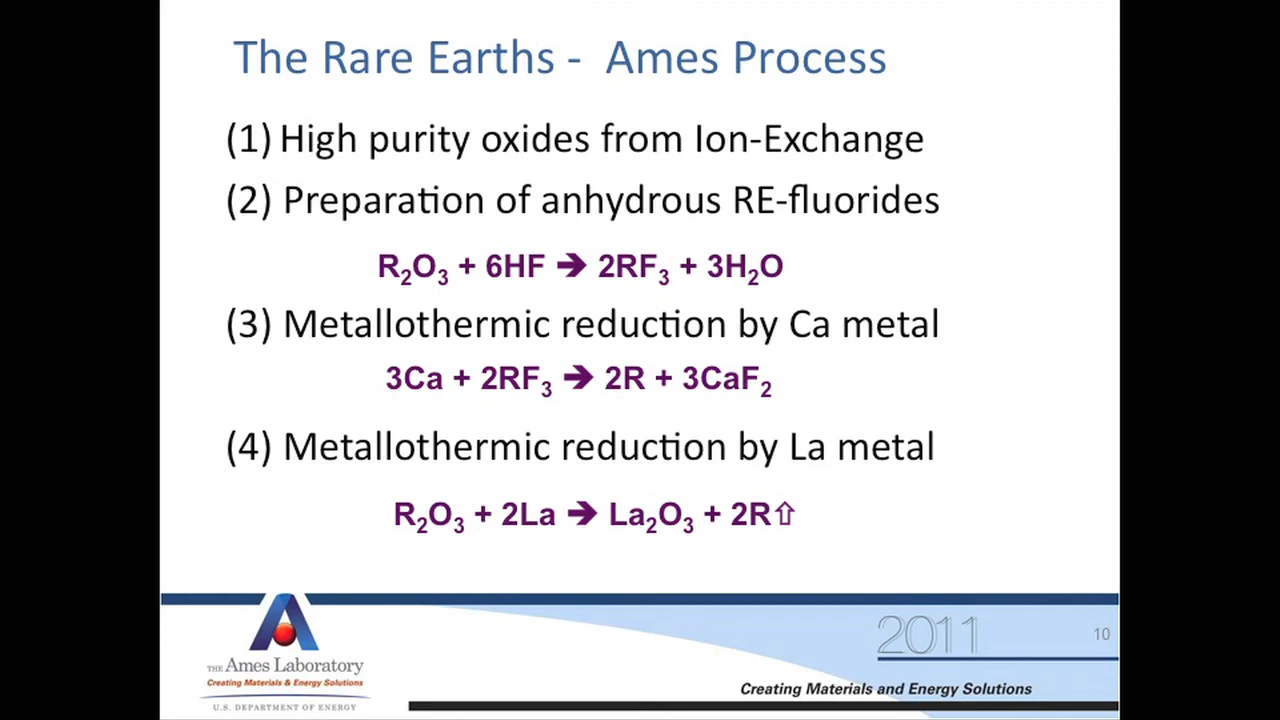 The Rare Earths - Ames Process
(1) High purity oxides from Ion-Exchange
(2) Preparation of anhydrous RE-fluorides
R₂O₃ + 6HF ➔ 2RF₃ + 3H₂O
(3) Metallothermic reduction by Ca metal
3Ca + 2RF₃ ➔ 2R + 3CaF₂
(4) Metallothermic reduction by La metal
R₂O₃ + 2La ➔ La₂O₃ + 2R⇧
2011
10
THE Ames Laboratory
Creating Materials & Energy Solutions
U.S. DEPARTMENT OF ENERGY
Creating Materials and Energy Solutions